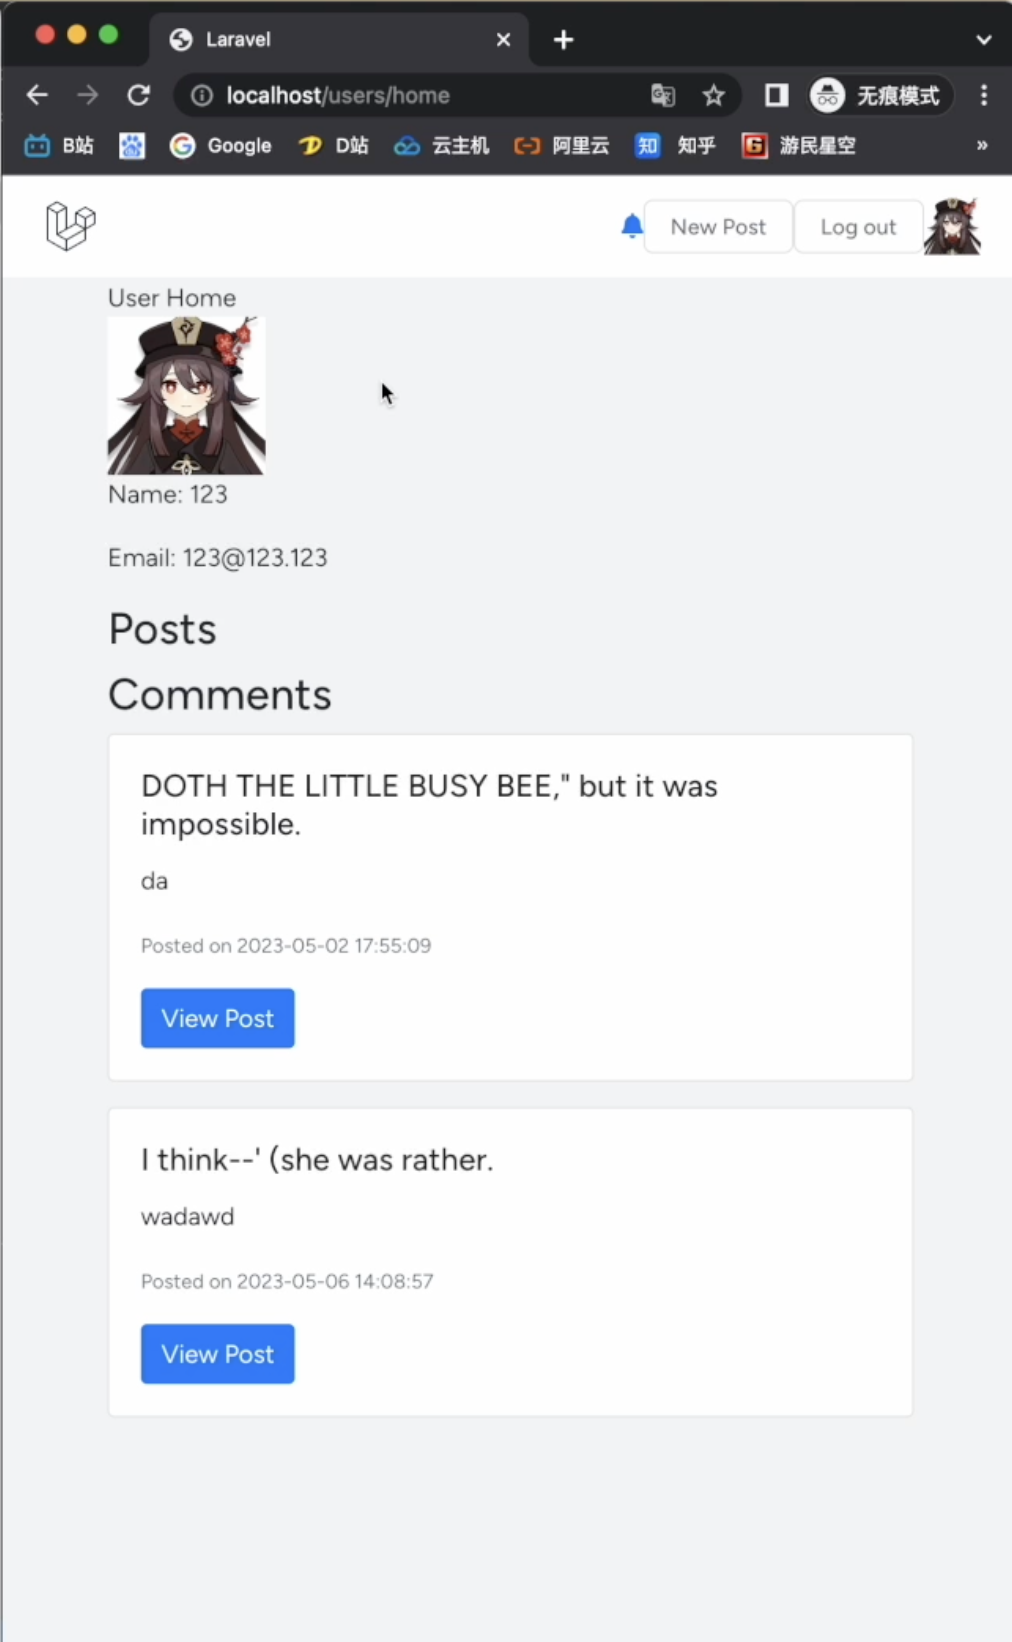 Laravel
localhost/users/home
无痕模式
B站
Google
D站
云主机
阿里云
知 知乎
G 游民星空
»
New Post
Log out
User Home
Name: 123
Email: 123@123.123
Posts
Comments
DOTH THE LITTLE BUSY BEE," but it was
impossible.
da
Posted on 2023-05-02 17:55:09
View Post
I think--' (she was rather.
wadawd
Posted on 2023-05-06 14:08:57
View Post